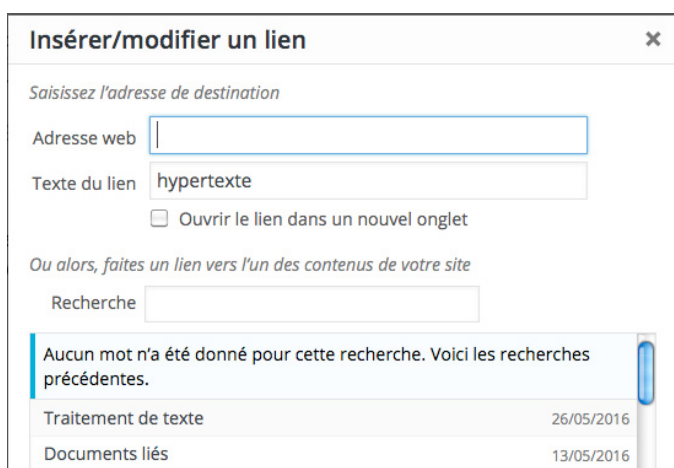 Insérer/modifier un lien
Saisissez l'adresse de destination
Adresse web
Texte du lien hypertexte
Ouvrir le lien dans un nouvel onglet
Ou alors, faites un lien vers l'un des contenus de votre site
Recherche
Aucun mot n'a été donné pour cette recherche. Voici les recherches
précédentes.
Traitement de texte 26/05/2016
Documents liés 13/05/2016